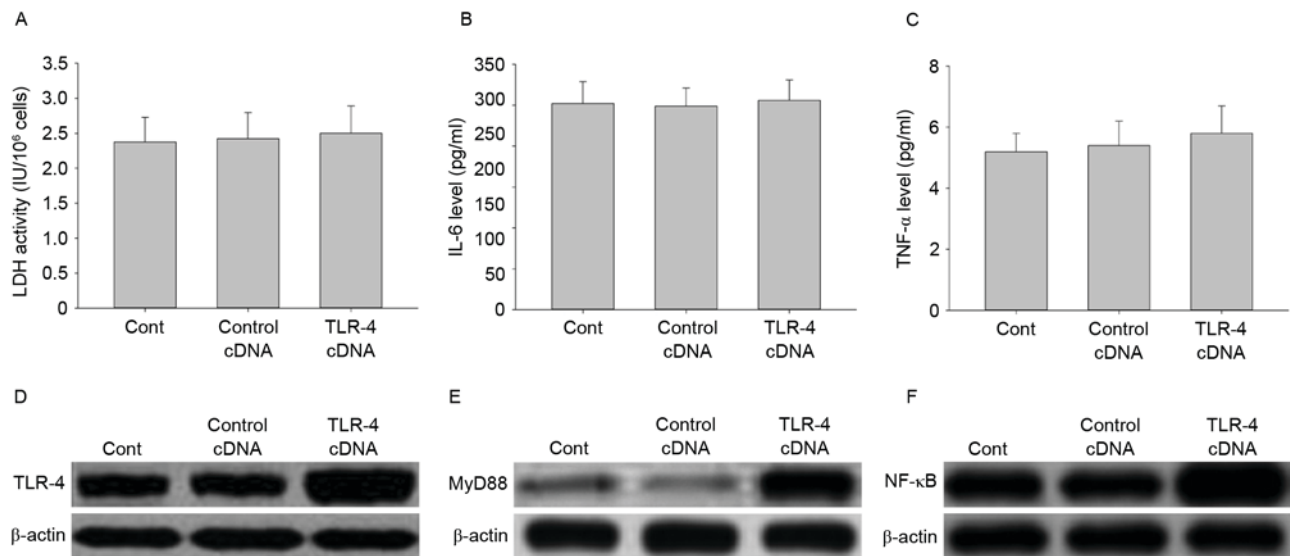 A
LDH activity (IU/10⁶ cells)
4.0
3.5
3.0
2.5
2.0
1.5
1.0
0.5
0
Cont
Control
cDNA
TLR-4
cDNA
B
IL-6 level (pg/ml)
350
300
250
200
150
300
100
50
0
Cont
Control
cDNA
TLR-4
cDNA
C
TNF-α level (pg/ml)
8
6
4
2
0
Cont
Control
cDNA
TLR-4
cDNA
D
Cont
Control
cDNA
TLR-4
cDNA
TLR-4
β-actin
E
Cont
Control
cDNA
TLR-4
cDNA
MyD88
β-actin
F
Cont
Control
cDNA
TLR-4
cDNA
NF-κB
β-actin